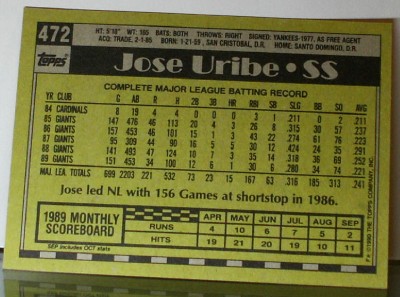 472
HT: 5'10" WT: 165 BATS: BOTH THROWS: RIGHT SIGNED: YANKEES-1977, AS FREE AGENT
ACQ: TRADE, 2-1-85 BORN: 1-21-59, SAN CRISTOBAL, D.R. HOME: SANTO DOMINGO, D.R.
Topps
Jose Uribe • SS
COMPLETE MAJOR LEAGUE BATTING RECORD
YR CLUB G AB R H 2B 3B HR RBI SB SLG BB SO AVG
84 CARDINALS 8 19 4 4 0 0 0 3 1 .211 0 2 .211
85 GIANTS 147 476 46 113 20 4 3 26 8 .315 30 57 .237
86 GIANTS 157 453 46 101 15 1 3 43 22 .280 61 76 .223
87 GIANTS 95 309 44 90 16 5 5 30 12 .424 24 35 .291
88 GIANTS 141 493 47 124 10 7 3 35 14 .318 36 69 .252
89 GIANTS 151 453 34 100 12 6 1 30 6 .280 34 74 .221
MAJ. LEA. TOTALS 699 2203 221 532 73 23 15 167 63 .316 185 313 .241
Jose led NL with 156 Games at shortstop in 1986.
1989 MONTHLY SCOREBOARD APR MAY JUN JUL AUG SEP
RUNS 4 10 6 7 5 2
HITS 19 21 20 10 19 11
SEP includes OCT stats
F* © 1990 THE TOPPS COMPANY, INC.